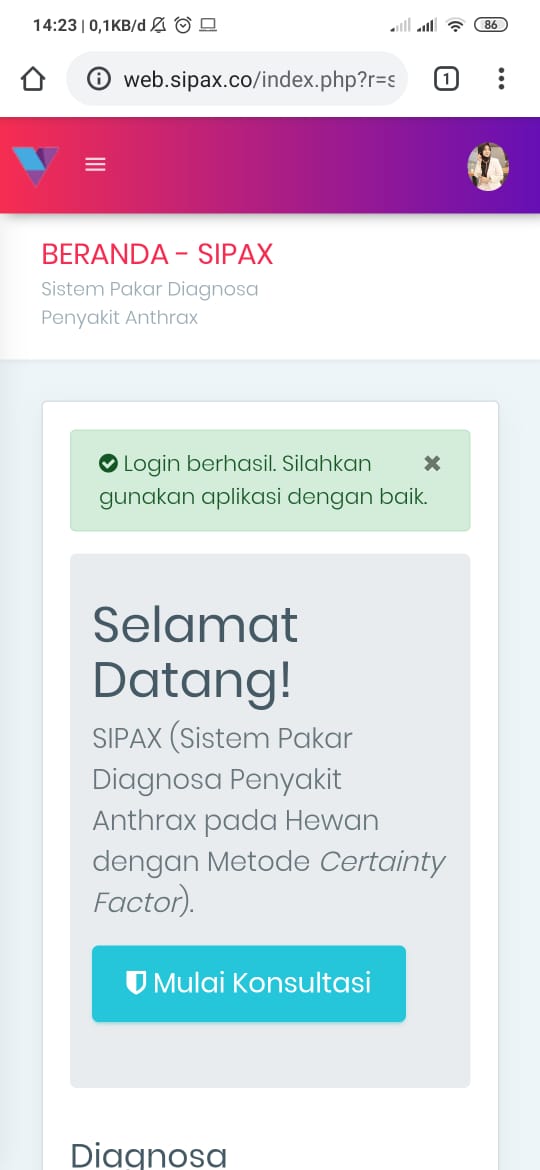 14:23 | 0,1KB/d
86
web.sipax.co/index.php?r=s
1
BERANDA - SIPAX
Sistem Pakar Diagnosa
Penyakit Anthrax
Login berhasil. Silahkan
gunakan aplikasi dengan baik.
Selamat
Datang!
SIPAX (Sistem Pakar
Diagnosa Penyakit
Anthrax pada Hewan
dengan Metode Certainty
Factor).
Mulai Konsultasi
Diagnosa